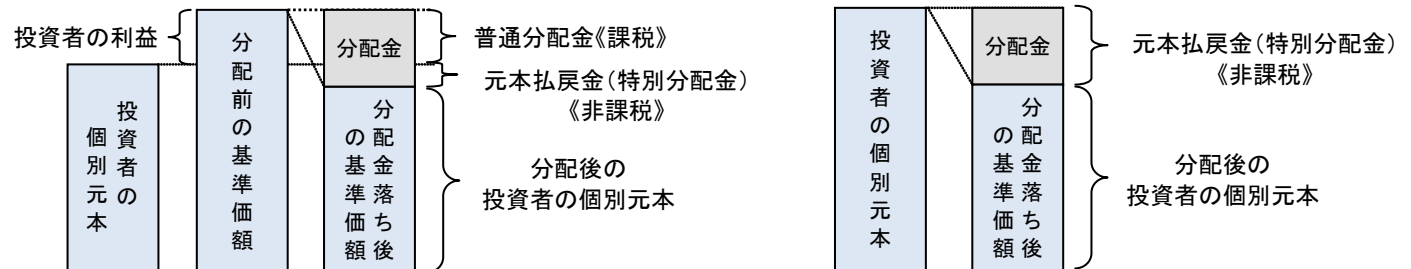 投資者の利益
投資者の
個別元本
分配前の基準価額
分配金
分配金落ち後
の基準価額
普通分配金《課税》
元本払戻金（特別分配金）
《非課税》
分配後の
投資者の個別元本
投資者の個別元本
分配金
分配金落ち後
の基準価額
元本払戻金（特別分配金）
《非課税》
分配後の
投資者の個別元本